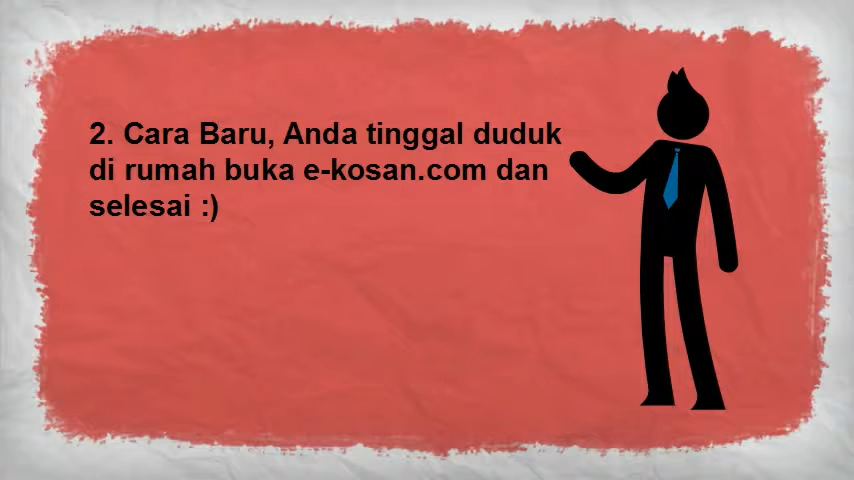 2. Cara Baru, Anda tinggal duduk
di rumah buka e-kosan.com dan
selesai :)